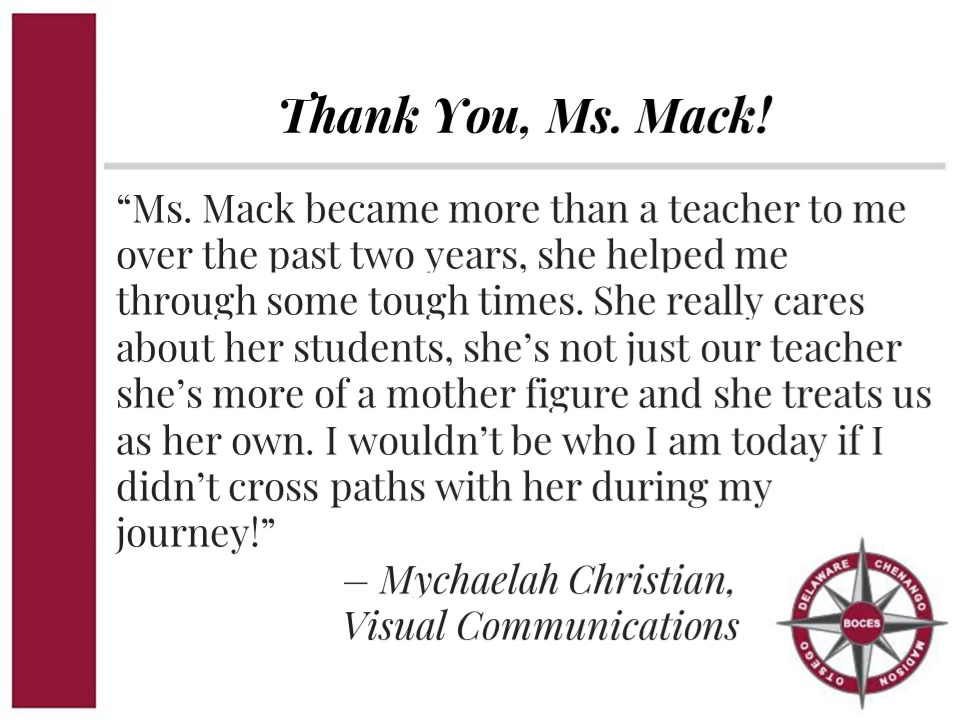 Thank You, Ms. Mack!
“Ms. Mack became more than a teacher to me
over the past two years, she helped me
through some tough times. She really cares
about her students, she’s not just our teacher
she’s more of a mother figure and she treats us
as her own. I wouldn’t be who I am today if I
didn’t cross paths with her during my
journey!”
– Mychaelah Christian,
Visual Communications
DELAWARE
CHENANGO
BOCES
OTSEGO
MADISON